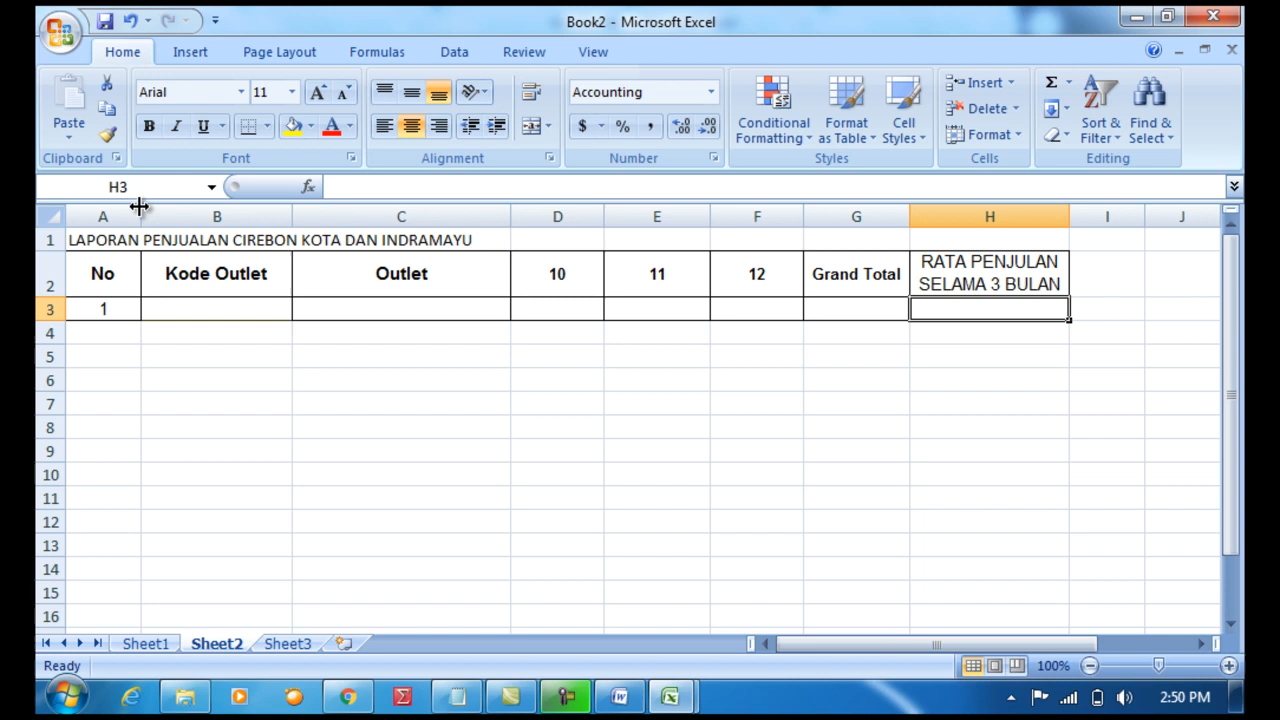 Book2 - Microsoft Excel
Home Insert Page Layout Formulas Data Review View
Paste
Clipboard
Arial 11
B I U A
Font
Alignment
Accounting
$ % ,
Number
Conditional Formatting
Format as Table
Cell Styles
Styles
Insert
Delete
Format
Cells
Σ
Sort & Filter
Find & Select
Editing
H3 fx
A B C D E F G H I J
1 LAPORAN PENJUALAN CIREBON KOTA DAN INDRAMAYU
2 No Kode Outlet Outlet 10 11 12 Grand Total RATA PENJULAN SELAMA 3 BULAN
3 1
4
5
6
7
8
9
10
11
12
13
14
15
16
Sheet1 Sheet2 Sheet3
Ready 100%
2:50 PM